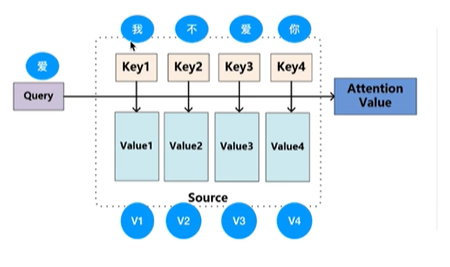 我 不 爱 你
爱
Key1 Key2 Key3 Key4
Query
Attention
Value
Value1 Value2 Value3 Value4
Source
V1 V2 V3 V4